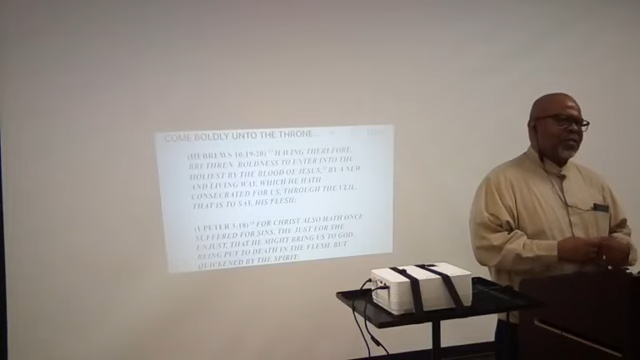 COME BOLDLY UNTO THE THRONE...
(HEBREWS 10:19-20) 19 HAVING THEREFORE,
BRETHREN, BOLDNESS TO ENTER INTO THE
HOLIEST BY THE BLOOD OF JESUS, 20 BY A NEW
AND LIVING WAY, WHICH HE HATH
CONSECRATED FOR US, THROUGH THE VEIL,
THAT IS TO SAY, HIS FLESH;
(1 PETER 3:18) 18 FOR CHRIST ALSO HATH ONCE
SUFFERED FOR SINS, THE JUST FOR THE
UNJUST, THAT HE MIGHT BRING US TO GOD,
BEING PUT TO DEATH IN THE FLESH, BUT
QUICKENED BY THE SPIRIT: